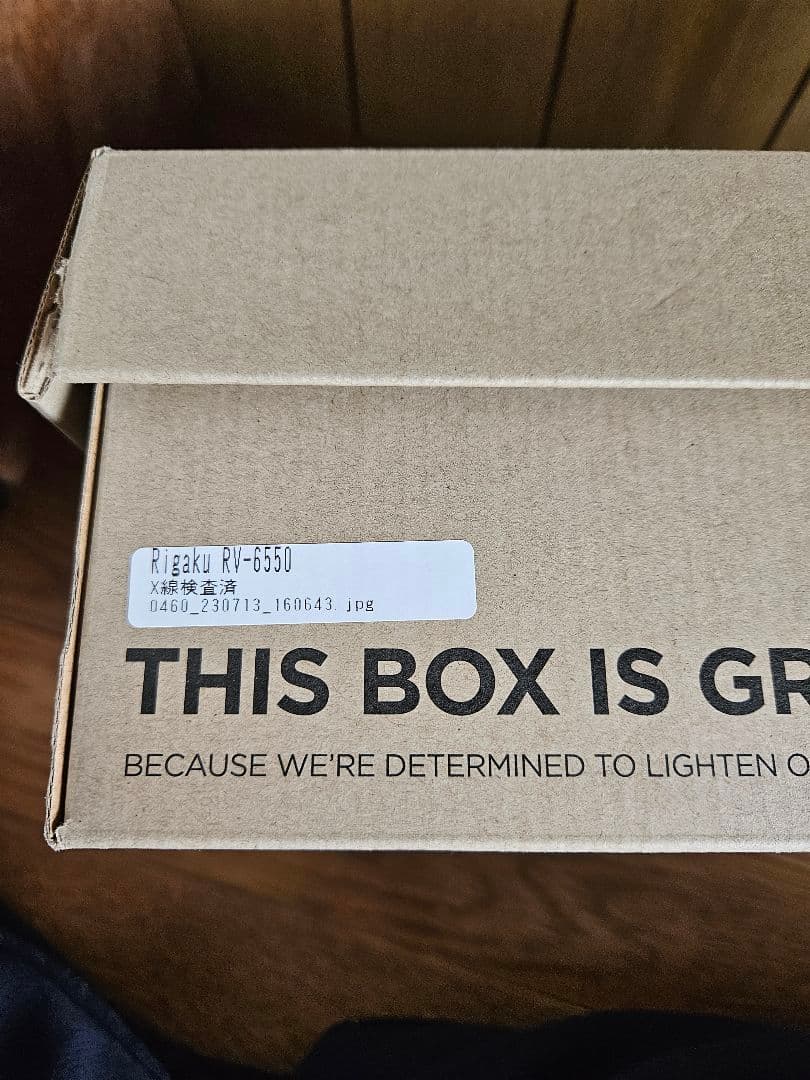 Rigaku RV-6550
X線検査済
0460_230713_160643.jpg
THIS BOX IS GR
BECAUSE WE'RE DETERMINED TO LIGHTEN O